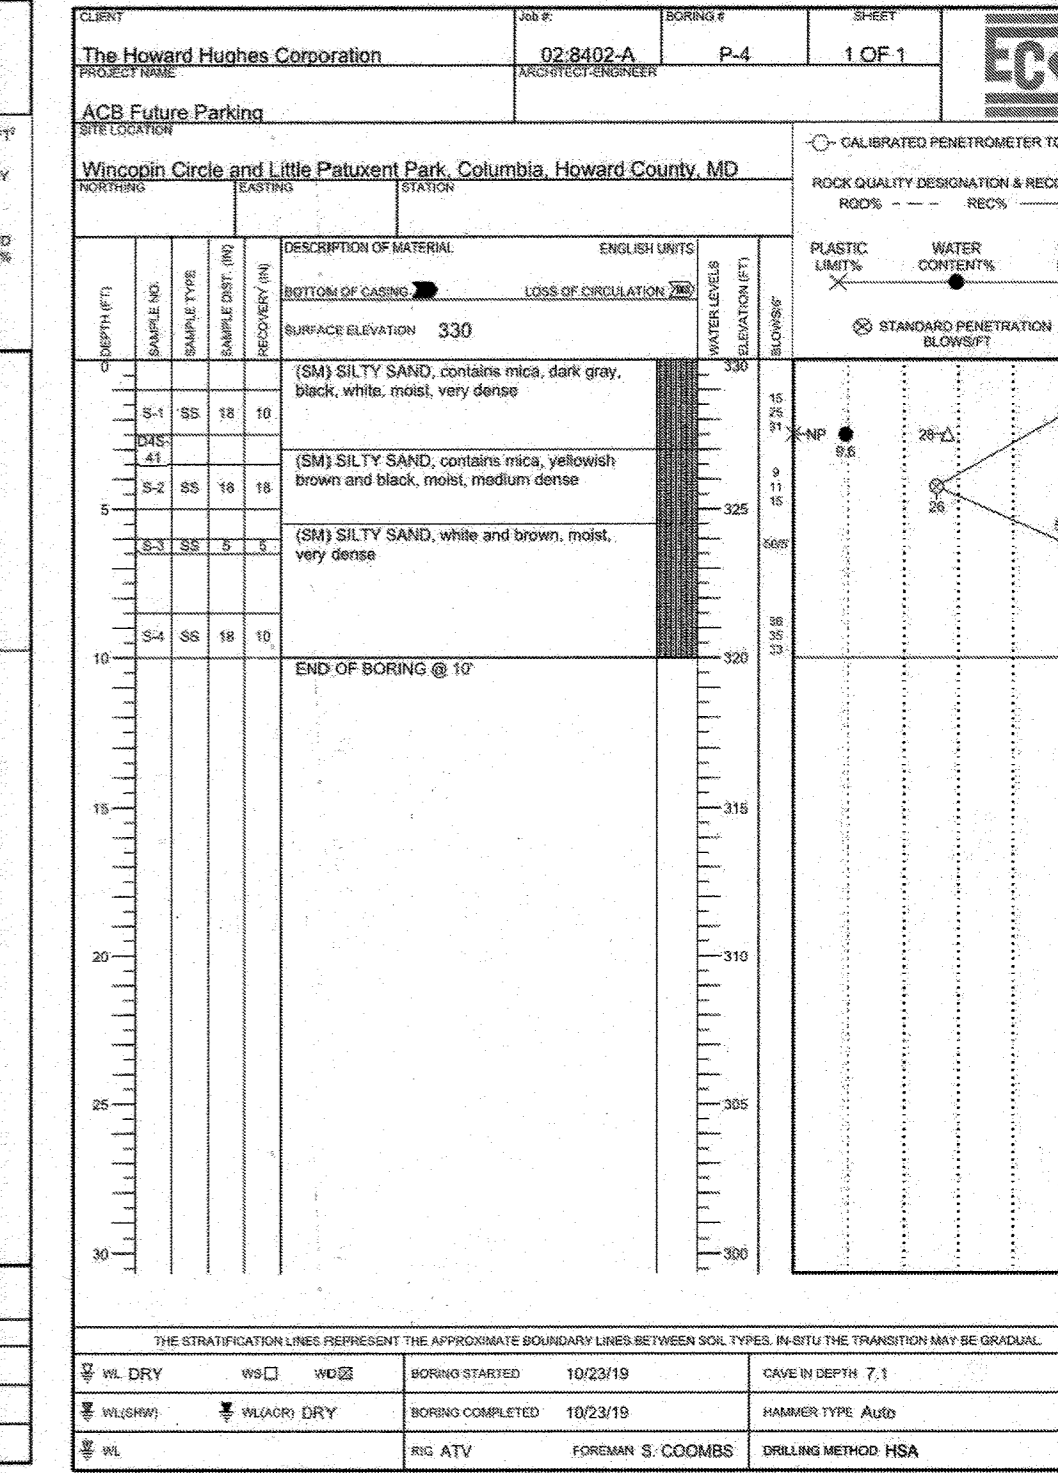 CLIENT
Job #:
BORING #
SHEET
The Howard Hughes Corporation
02:8402-A
P-4
1 OF 1
PROJECT NAME
ARCHITECT-ENGINEER
ACB Future Parking
SITE LOCATION
CALIBRATED PENETROMETER
Wincopin Circle and Little Patuxent Park, Columbia, Howard County, MD
NORTHING
EASTING
STATION
ROCK QUALITY DESIGNATION &
RQD% REC%
PLASTIC LIMIT%
WATER CONTENT%
STANDARD PENETRATION
BLOWS/FT
DEPTH (FT)
SAMPLE NO.
SAMPLE TYPE
SAMPLE DIST. (IN)
RECOVERY (IN)
DESCRIPTION OF MATERIAL
ENGLISH UNITS
BOTTOM OF CASING
LOSS OF CIRCULATION
SURFACE ELEVATION 330
WATER LEVELS
ELEVATION (FT)
BLOWS/6"
0
330
(SM) SILTY SAND, contains mica, dark gray,
black, white, moist, very dense
S-1 SS 18 10
15
25
31
NP
9.6
28
D4S-
41
(SM) SILTY SAND, contains mica, yellowish
brown and black, moist, medium dense
S-2 SS 18 18
9
11
15
26
5
325
(SM) SILTY SAND, white and brown, moist,
very dense
S-3 SS 5 5
S-4 SS 18 10
35
10
320
END OF BORING @ 10'
15
315
20
310
25
305
30
300
THE STRATIFICATION LINES REPRESENT THE APPROXIMATE BOUNDARY LINES BETWEEN SOIL TYPES. IN-SITU THE TRANSITION MAY BE GRADUAL.
WL DRY WS WD
BORING STARTED 10/23/19
CAVE IN DEPTH 7.1
WL(SHW) WL(ACR) DRY
BORING COMPLETED 10/23/19
HAMMER TYPE Auto
WL
RIG ATV FOREMAN S. COOMBS
DRILLING METHOD HSA